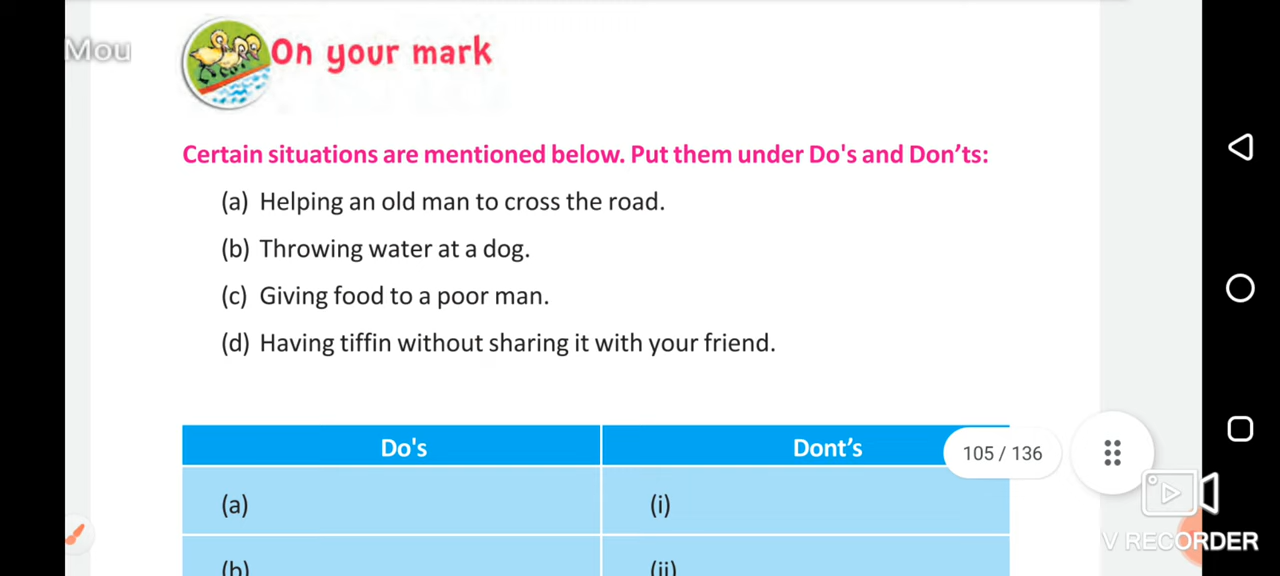 Mou
On your mark
Certain situations are mentioned below. Put them under Do's and Don’ts:
(a) Helping an old man to cross the road.
(b) Throwing water at a dog.
(c) Giving food to a poor man.
(d) Having tiffin without sharing it with your friend.
Do's Dont’s
105 / 136
(a) (i)
V RECORDER
(b) (ii)